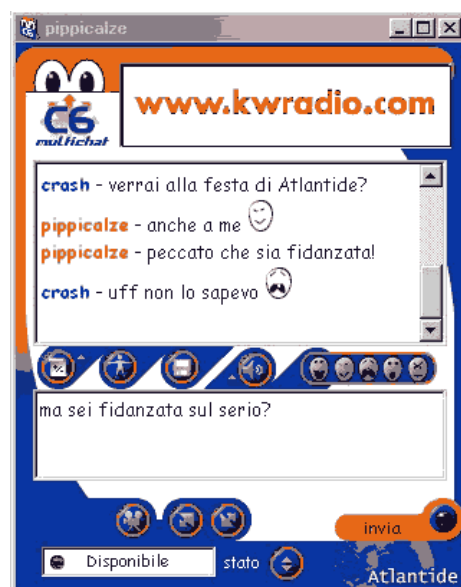 pippicalze
C6
multichat
www.kwradio.com
crash - verrai alla festa di Atlantide?
pippicalze - anche a me
pippicalze - peccato che sia fidanzata!
crash - uff non lo sapevo
ma sei fidanzata sul serio?
invia
Disponibile
stato
Atlantide